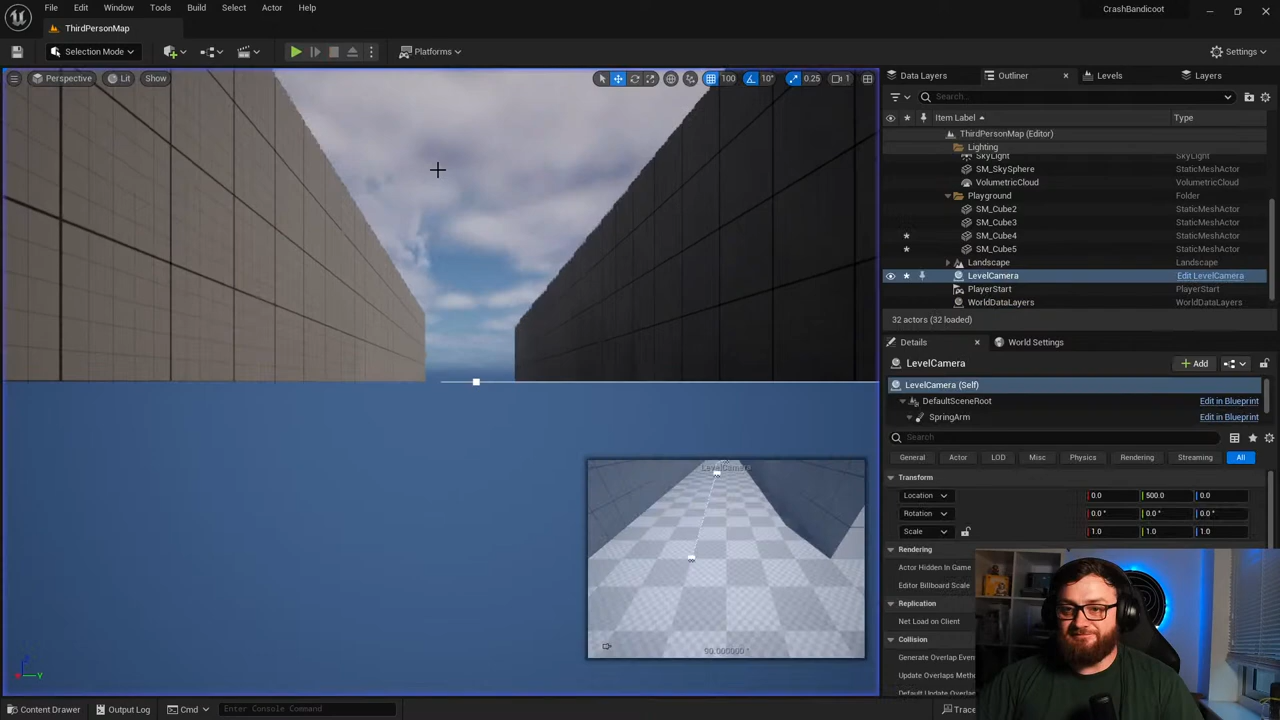 File Edit Window Tools Build Select Actor Help
CrashBandicoot
ThirdPersonMap
Selection Mode
Platforms
Settings
Perspective Lit Show
100 10° 0.25 1
Data Layers Outliner Levels Layers
Search...
Item Label Type
ThirdPersonMap (Editor)
Lighting
SkyLight SkyLight
SM_SkySphere StaticMeshActor
VolumetricCloud VolumetricCloud
Playground Folder
SM_Cube2 StaticMeshActor
SM_Cube3 StaticMeshActor
SM_Cube4 StaticMeshActor
SM_Cube5 StaticMeshActor
Landscape Landscape
LevelCamera Edit LevelCamera
PlayerStart PlayerStart
WorldDataLayers WorldDataLayers
32 actors (32 loaded)
Details World Settings
LevelCamera Add
LevelCamera (Self)
DefaultSceneRoot Edit in Blueprint
SpringArm Edit in Blueprint
Search
General Actor LOD Misc Physics Rendering Streaming All
Transform
Location 0.0 500.0 0.0
Rotation 0.0 ° 0.0 ° 0.0 °
Scale 1.0 1.0 1.0
Rendering
Actor Hidden In Game
Editor Billboard Scale
Replication
Net Load on Client
Collision
Generate Overlap Even
Update Overlaps Metho
Default Update Overlap
LevelCamera
90.000000 °
Z
X Y
Content Drawer Output Log Cmd Enter Console Command
Trace